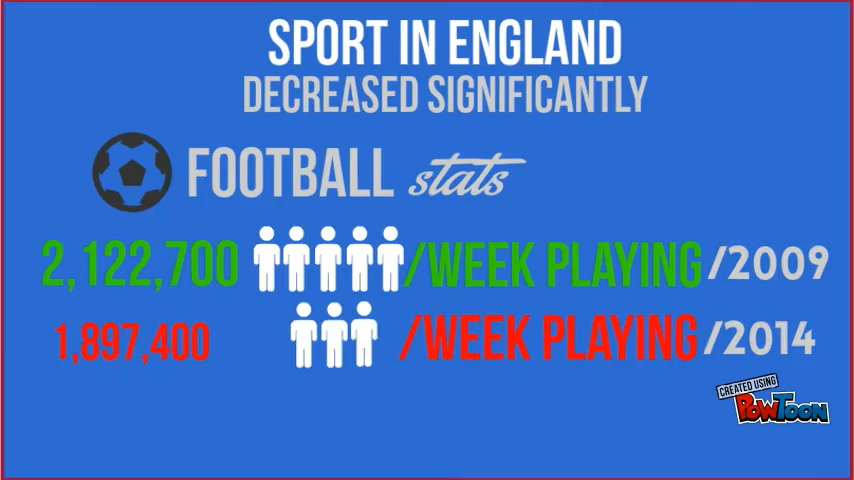 SPORT IN ENGLAND
DECREASED SIGNIFICANTLY
FOOTBALL stats
2,122,700 /WEEK PLAYING /2009
1,897,400 /WEEK PLAYING /2014
CREATED USING
POWTOON